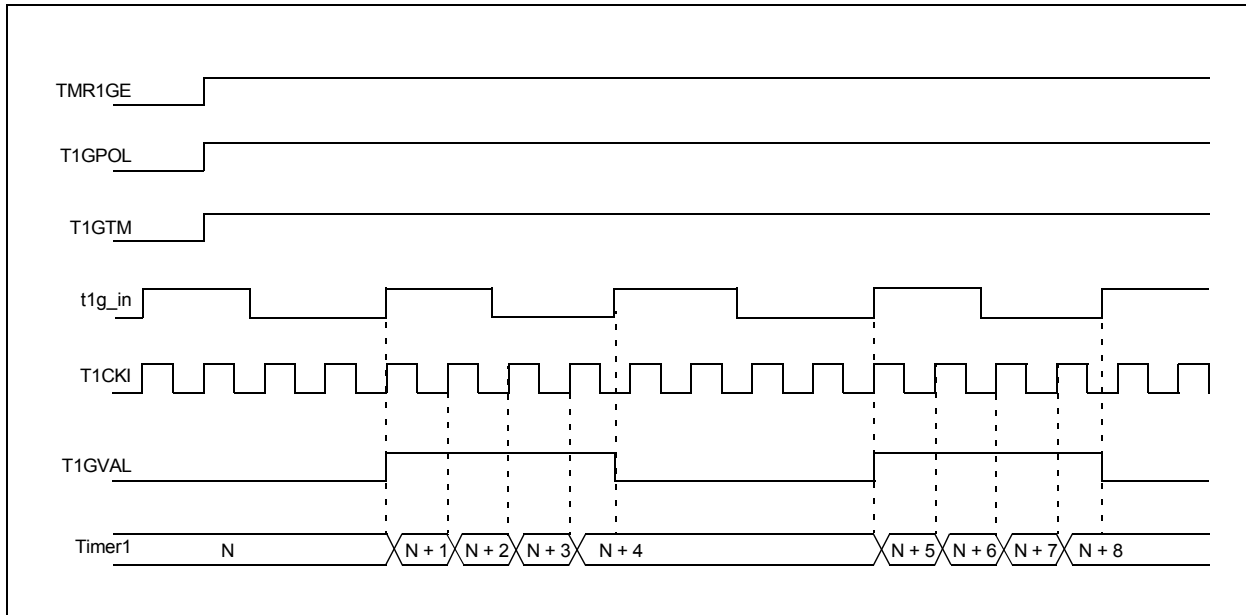 TMR1GE
T1GPOL
T1GTM
t1g_in
T1CKI
T1GVAL
Timer1 N N + 1 N + 2 N + 3 N + 4 N + 5 N + 6 N + 7 N + 8